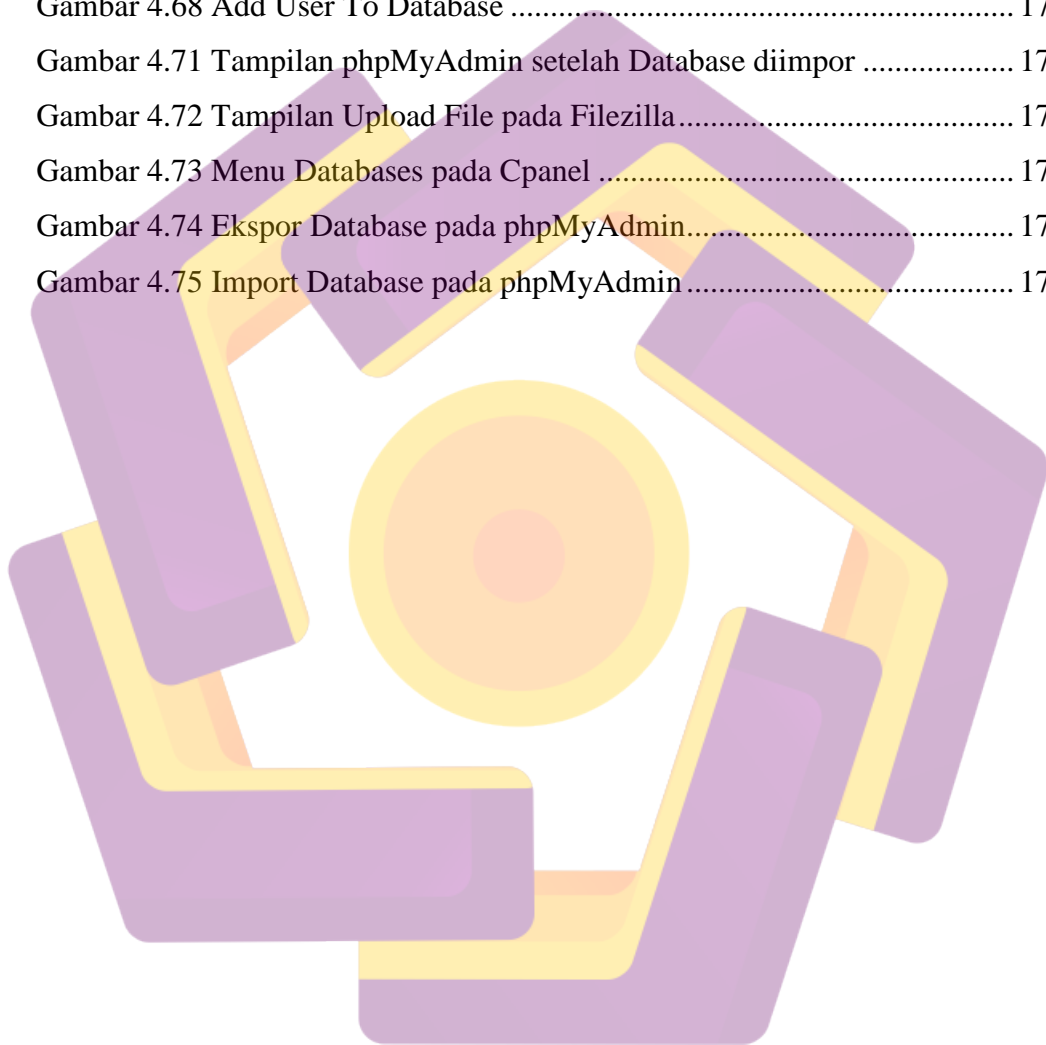 Gambar 4.68 Add User To Database ................................................................ 17
Gambar 4.71 Tampilan phpMyAdmin setelah Database diimpor ................... 17
Gambar 4.72 Tampilan Upload File pada Filezilla.......................................... 17
Gambar 4.73 Menu Databases pada Cpanel .................................................... 17
Gambar 4.74 Ekspor Database pada phpMyAdmin......................................... 17
Gambar 4.75 Import Database pada phpMyAdmin......................................... 17